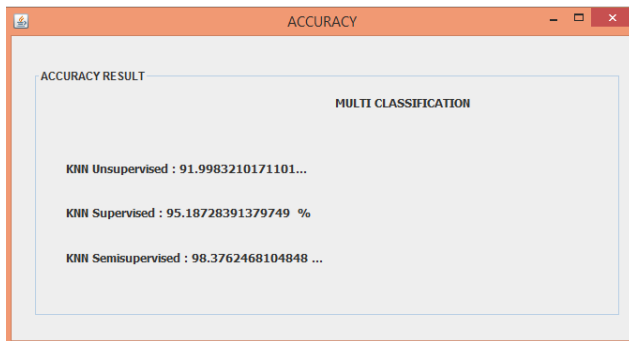 ACCURACY
ACCURACY RESULT
MULTI CLASSIFICATION
KNN Unsupervised : 91.9983210171101...
KNN Supervised : 95.18728391379749 %
KNN Semisupervised : 98.3762468104848 ...